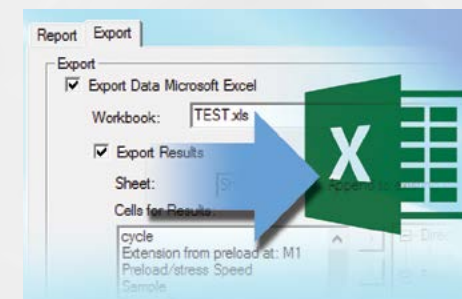 Report Export
Export
Export Data Microsoft Excel
Workbook: TEST.xls
Export Results
Sheet:
Cells for Results:
cycle
Extension from preload at: M1
Preload/stress Speed
Sample
X